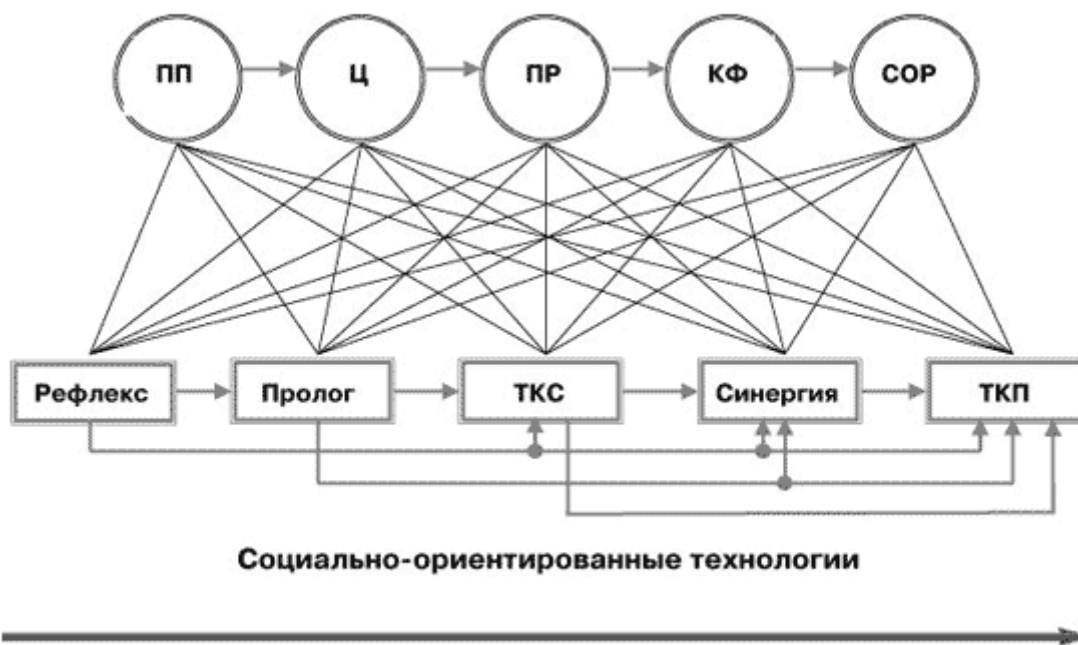 ПП Ц ПР КФ СОР
Рефлекс Пролог ТКС Синергия ТКП
Социально-ориентированные технологии